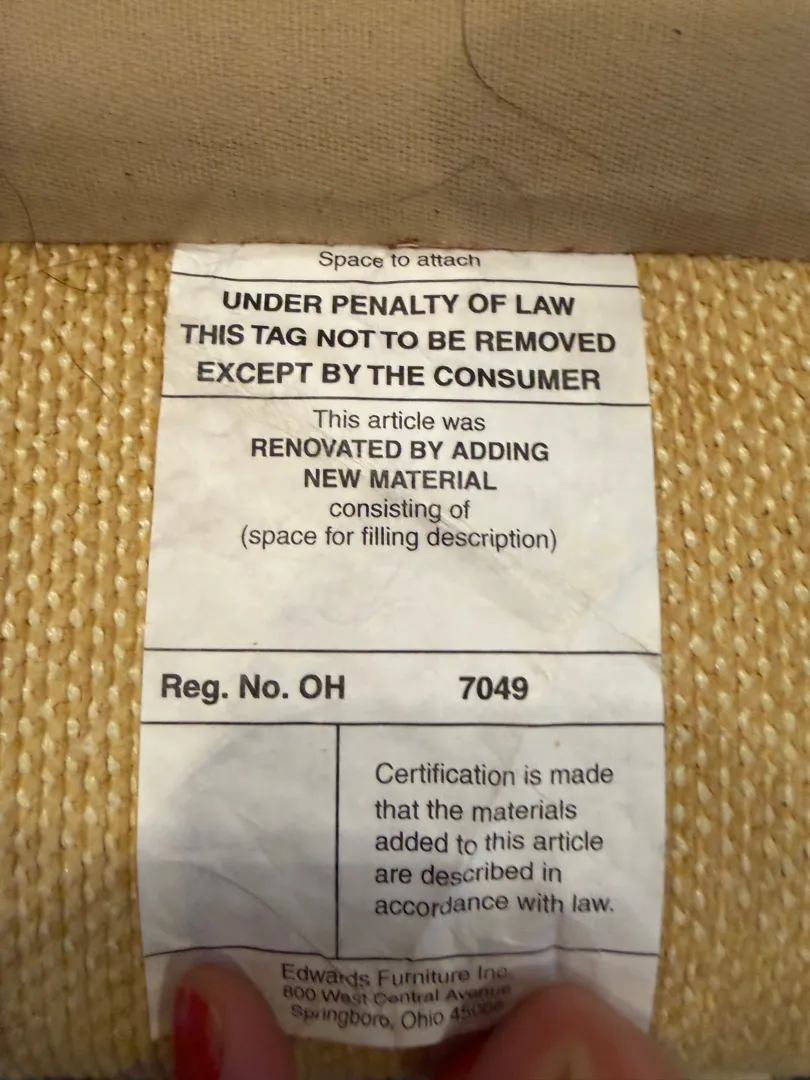 Space to attach
UNDER PENALTY OF LAW
THIS TAG NOT TO BE REMOVED
EXCEPT BY THE CONSUMER
This article was
RENOVATED BY ADDING
NEW MATERIAL
consisting of
(space for filling description)
Reg. No. OH 7049
Certification is made
that the materials
added to this article
are described in
accordance with law.
Edwards Furniture Inc.
800 West Central Avenue
Springboro, Ohio